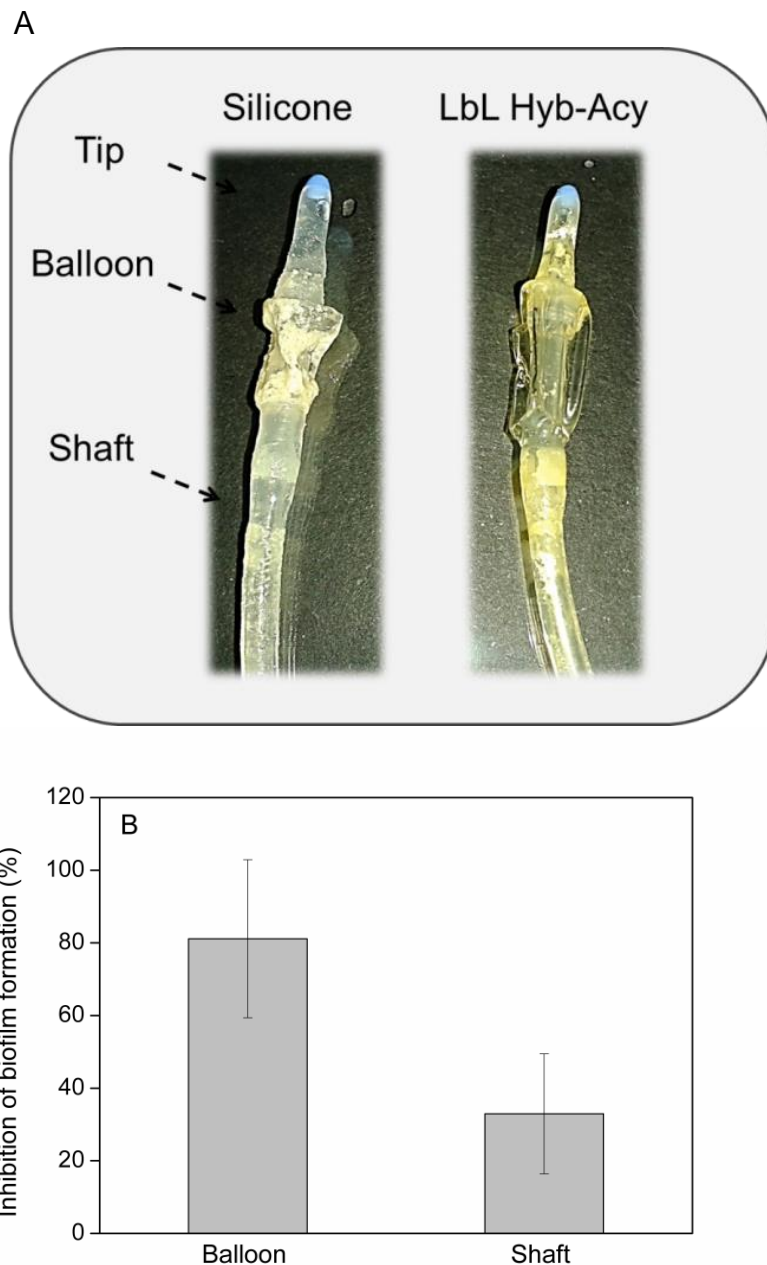 A
Silicone LbL Hyb-Acy
Tip
Balloon
Shaft
B
Inhibition of biofilm formation (%)
120
100
80
60
40
20
0
Balloon Shaft